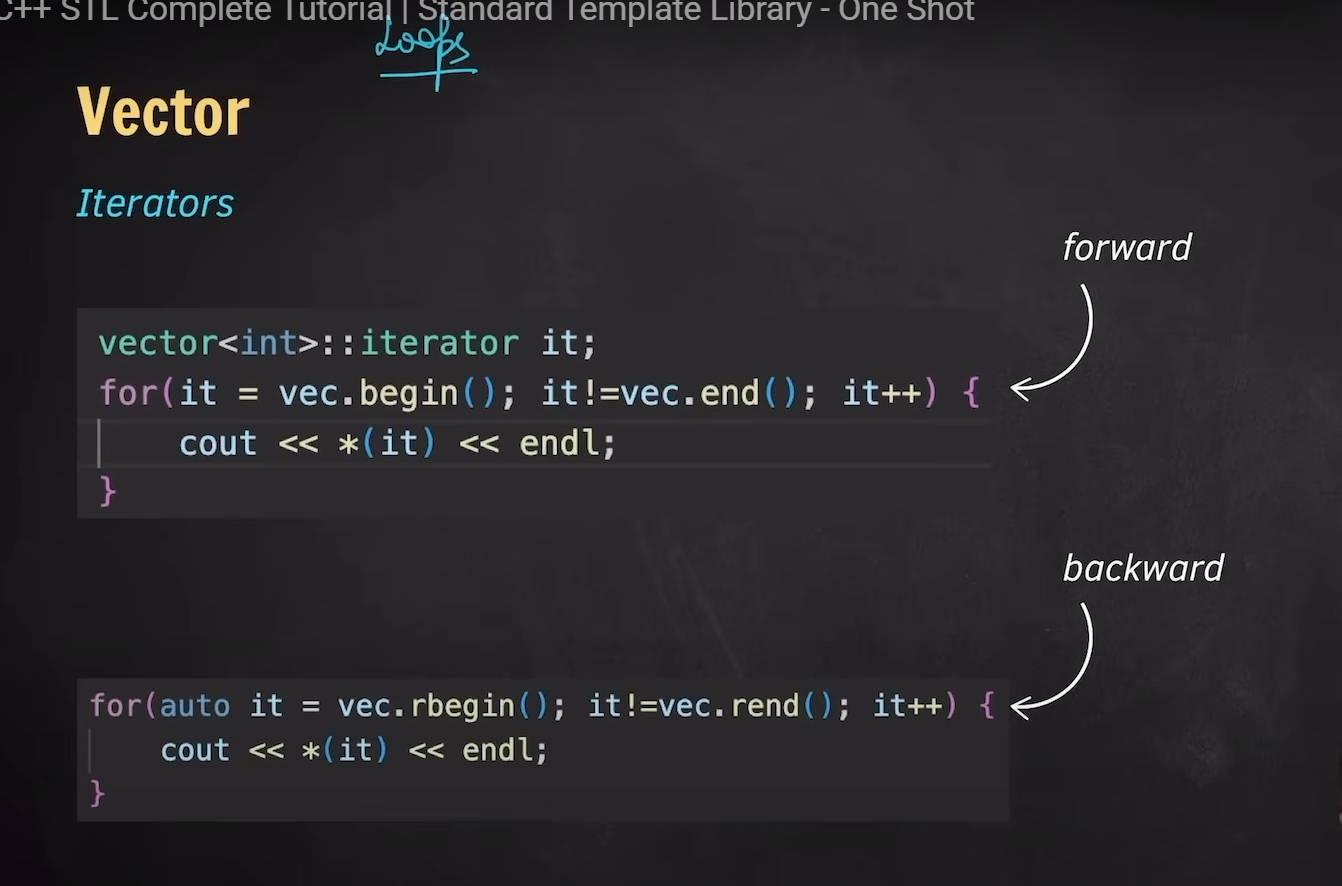 C++ STL Complete Tutorial | Standard Template Library - One Shot
Loops
Vector
Iterators
forward
vector<int>::iterator it;
for(it = vec.begin(); it!=vec.end(); it++) {
    cout << *(it) << endl;
}
backward
for(auto it = vec.rbegin(); it!=vec.rend(); it++) {
    cout << *(it) << endl;
}